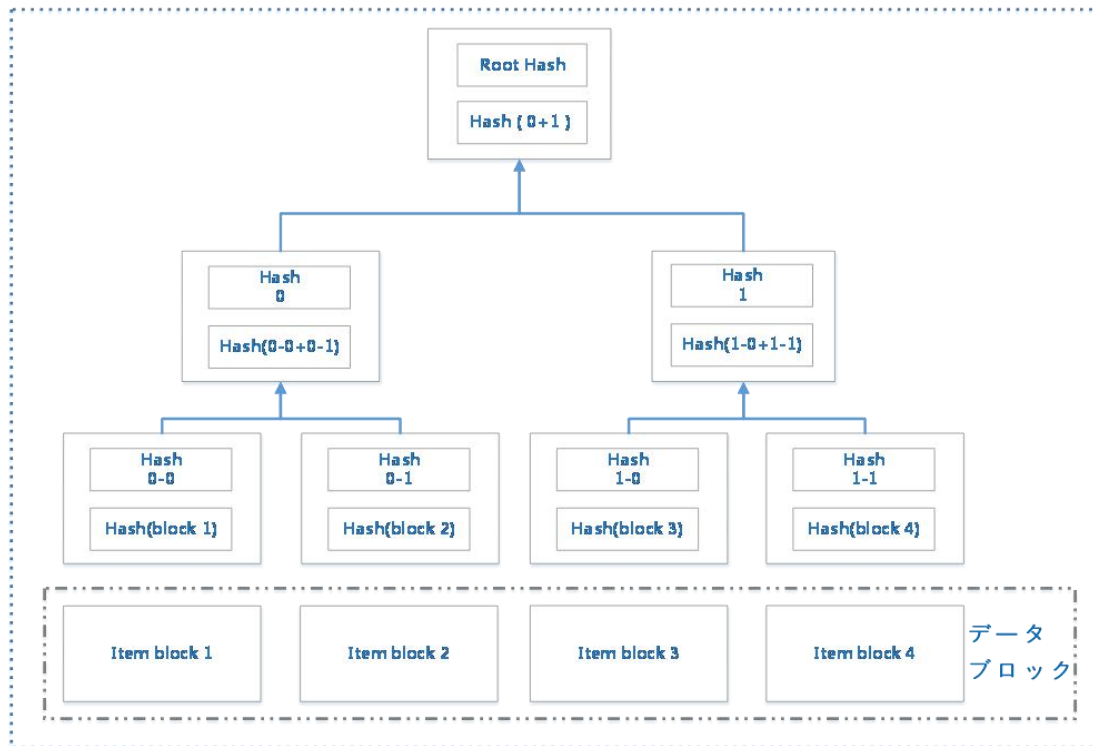 Root Hash
Hash ( 0+1 )
Hash
0
Hash(0-0+0-1)
Hash
1
Hash(1-0+1-1)
Hash
0-0
Hash(block 1)
Hash
0-1
Hash(block 2)
Hash
1-0
Hash(block 3)
Hash
1-1
Hash(block 4)
Item block 1
Item block 2
Item block 3
Item block 4
データ
ブロック